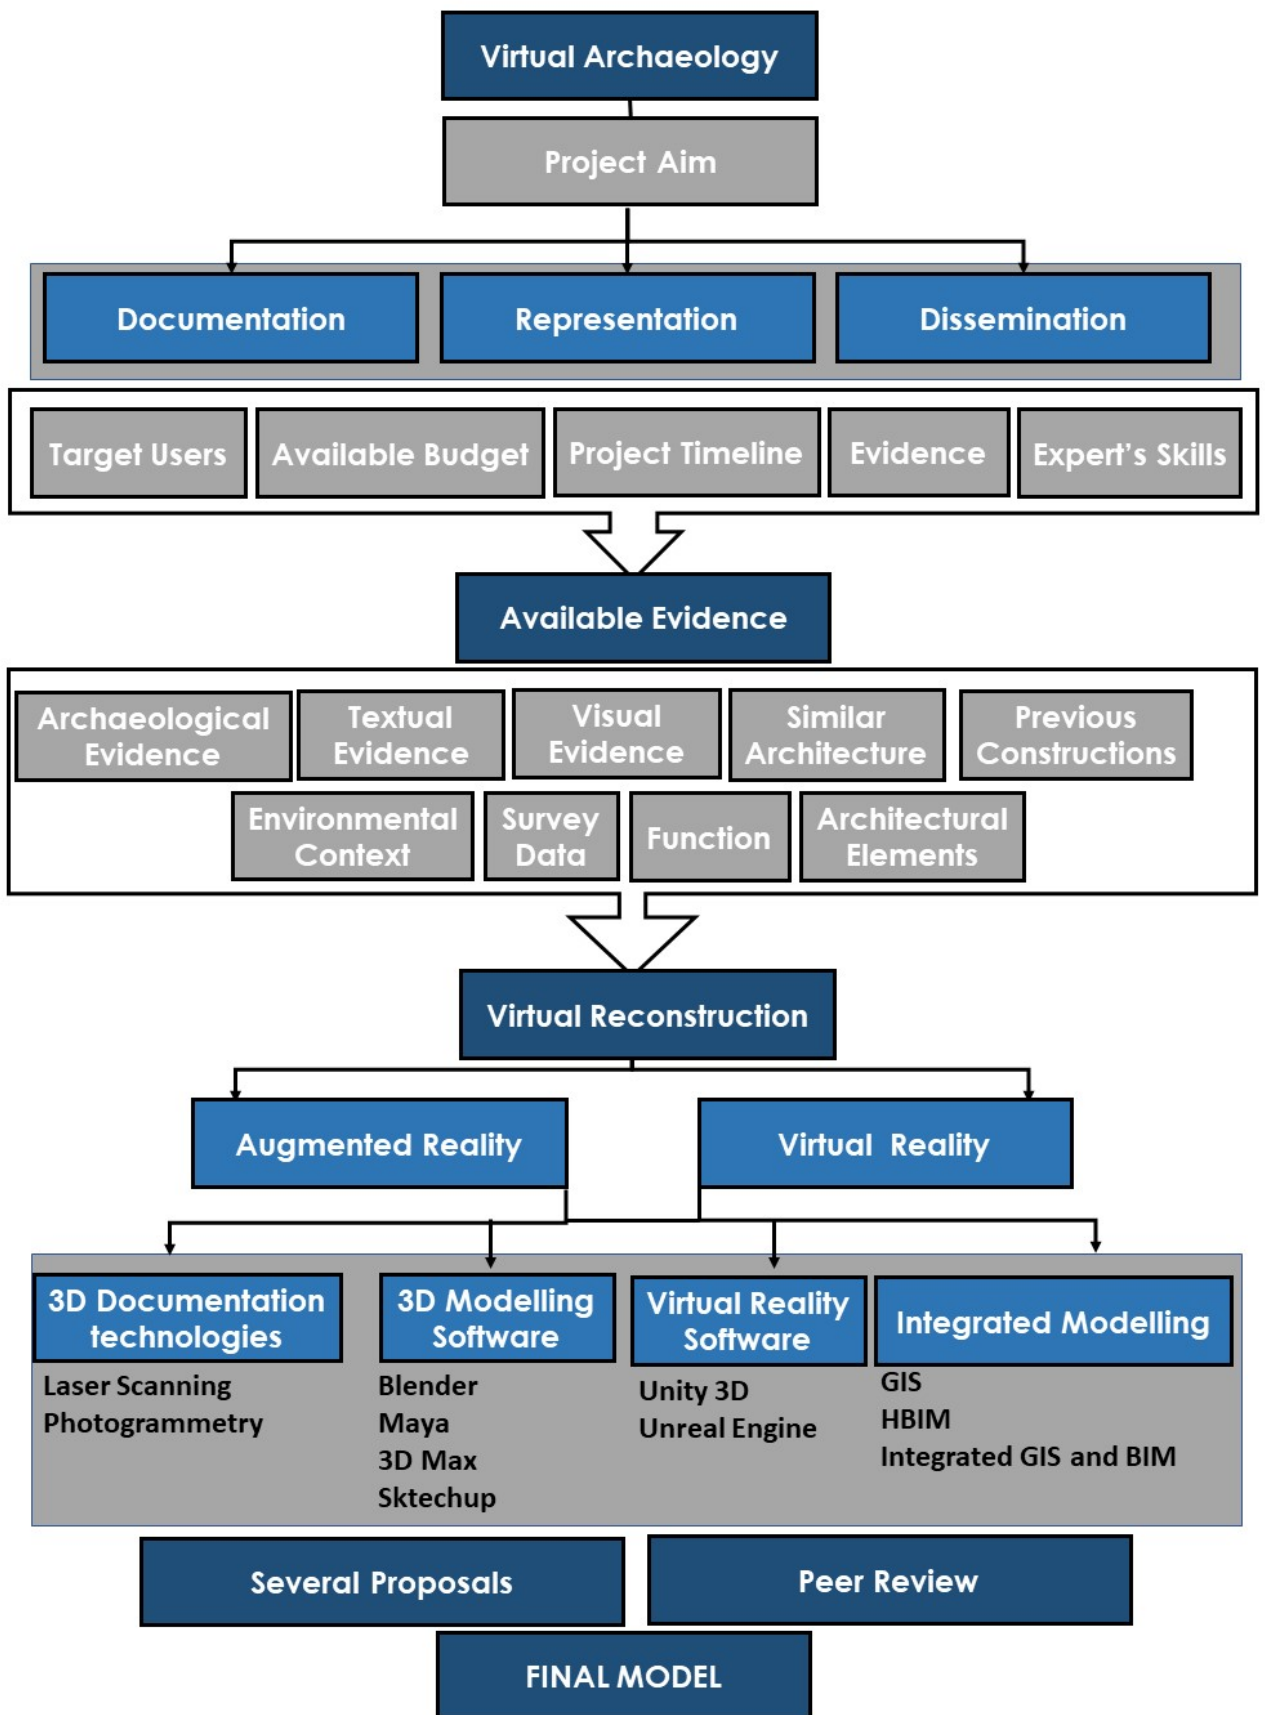 Virtual Archaeology
Project Aim
Documentation
Representation
Dissemination
Target Users
Available Budget
Project Timeline
Evidence
Expert's Skills
Available Evidence
Archaeological
Evidence
Textual
Evidence
Visual
Evidence
Similar
Architecture
Previous
Constructions
Environmental
Context
Survey
Data
Function
Architectural
Elements
Virtual Reconstruction
Augmented Reality
Virtual Reality
3D Documentation
technologies
Laser Scanning
Photogrammetry
3D Modelling
Software
Blender
Maya
3D Max
Sktechup
Virtual Reality
Software
Unity 3D
Unreal Engine
Integrated Modelling
GIS
HBIM
Integrated GIS and BIM
Several Proposals
Peer Review
FINAL MODEL